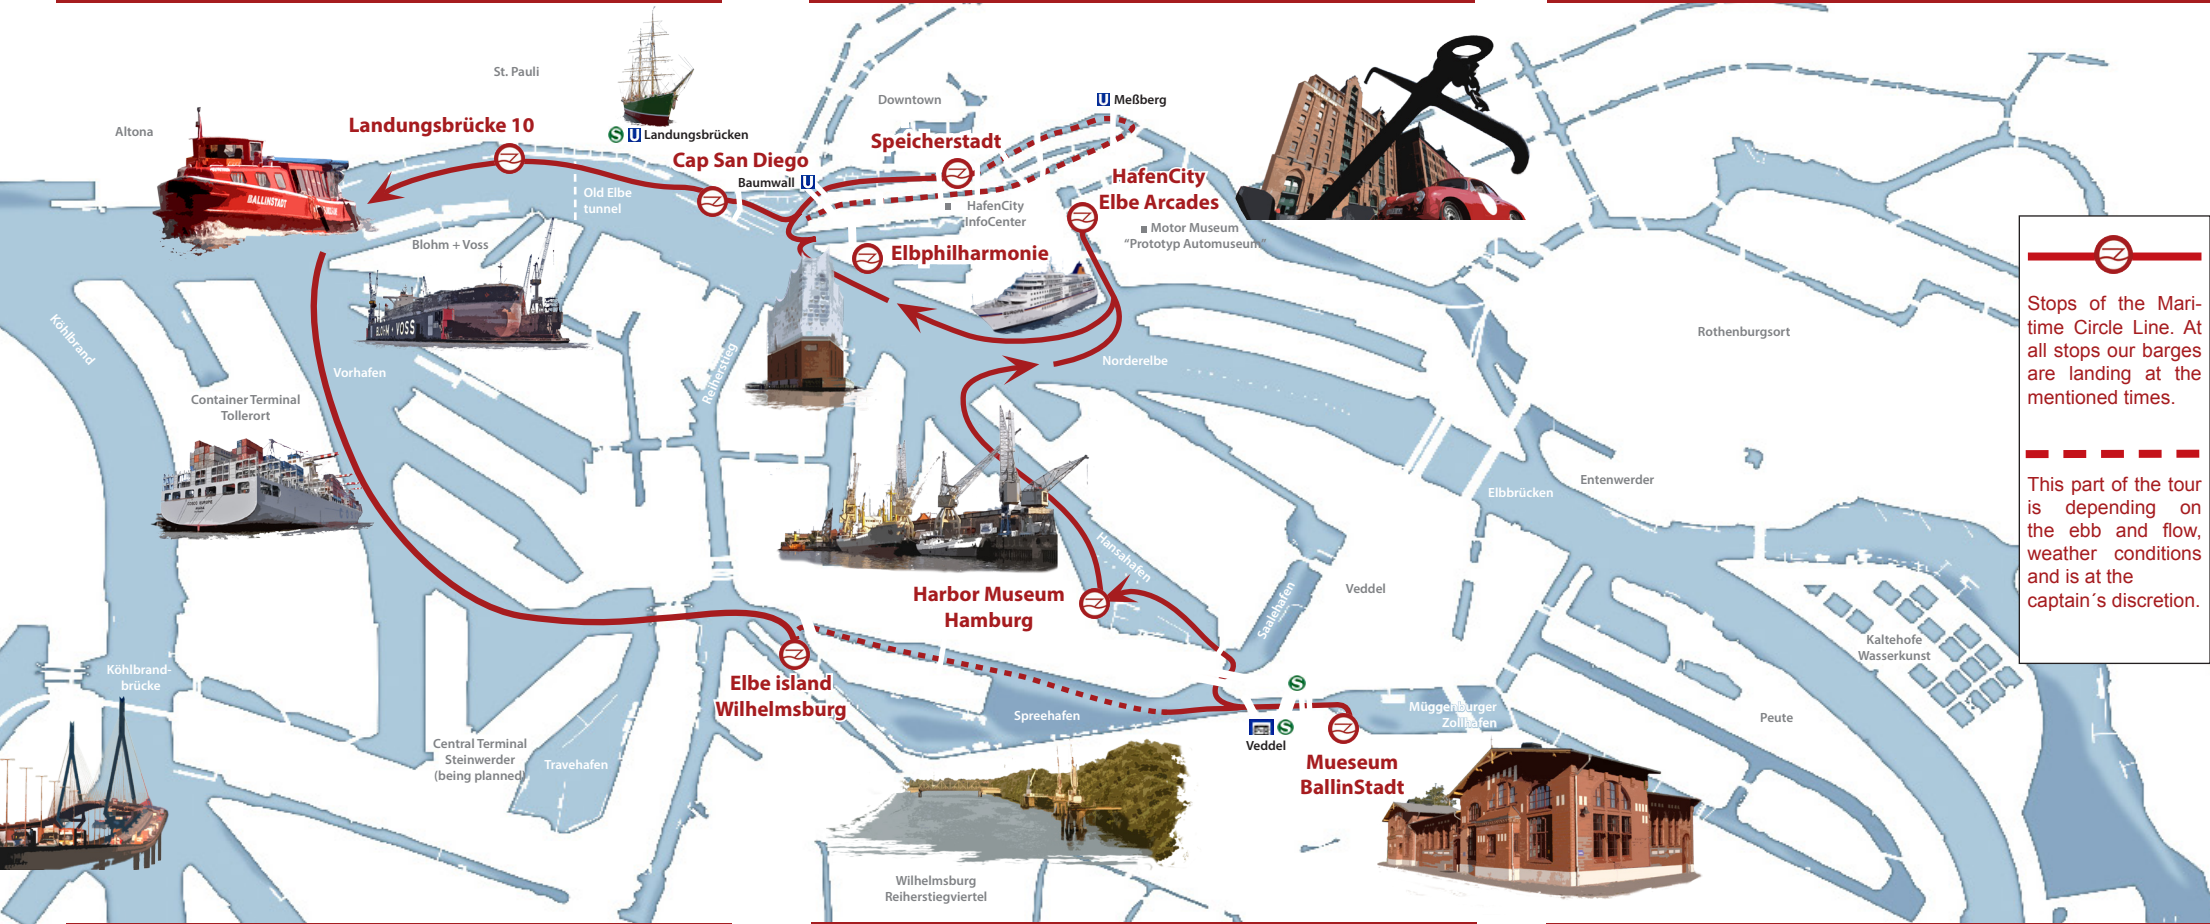 St. Pauli
Altona
Landungsbrücke 10
S U Landungsbrücken
Cap San Diego
Baumwall U
Downtown
Speicherstadt
U Meßberg
HafenCity
Elbe Arcades
HafenCity
InfoCenter
Motor Museum
“Prototyp Automuseum”
Elbphilharmonie
Old Elbe
tunnel
Blohm + Voss
BALLINSTADT
BLOHM + VOSS
Köhlbrand
Vorhafen
Reiherstieg
Norderelbe
Container Terminal
Tollerort
Rothenburgsort
Elbbrücken
Entenwerder
Hansahafen
Saalehafen
Veddel
Harbor Museum
Hamburg
Kaltehofe
Wasserkunst
Köhlbrand-
brücke
Elbe island
Wilhelmsburg
Spreehafen
S
S
Veddel
Müggenburger
Zollhafen
Peute
Central Terminal
Steinwerder
(being planned)
Travehafen
Mueseum
BallinStadt
Wilhelmsburg
Reiherstiegviertel
Stops of the Mari-
time Circle Line. At
all stops our barges
are landing at the
mentioned times.
This part of the tour
is depending on
the ebb and flow,
weather conditions
and is at the
captain´s discretion.